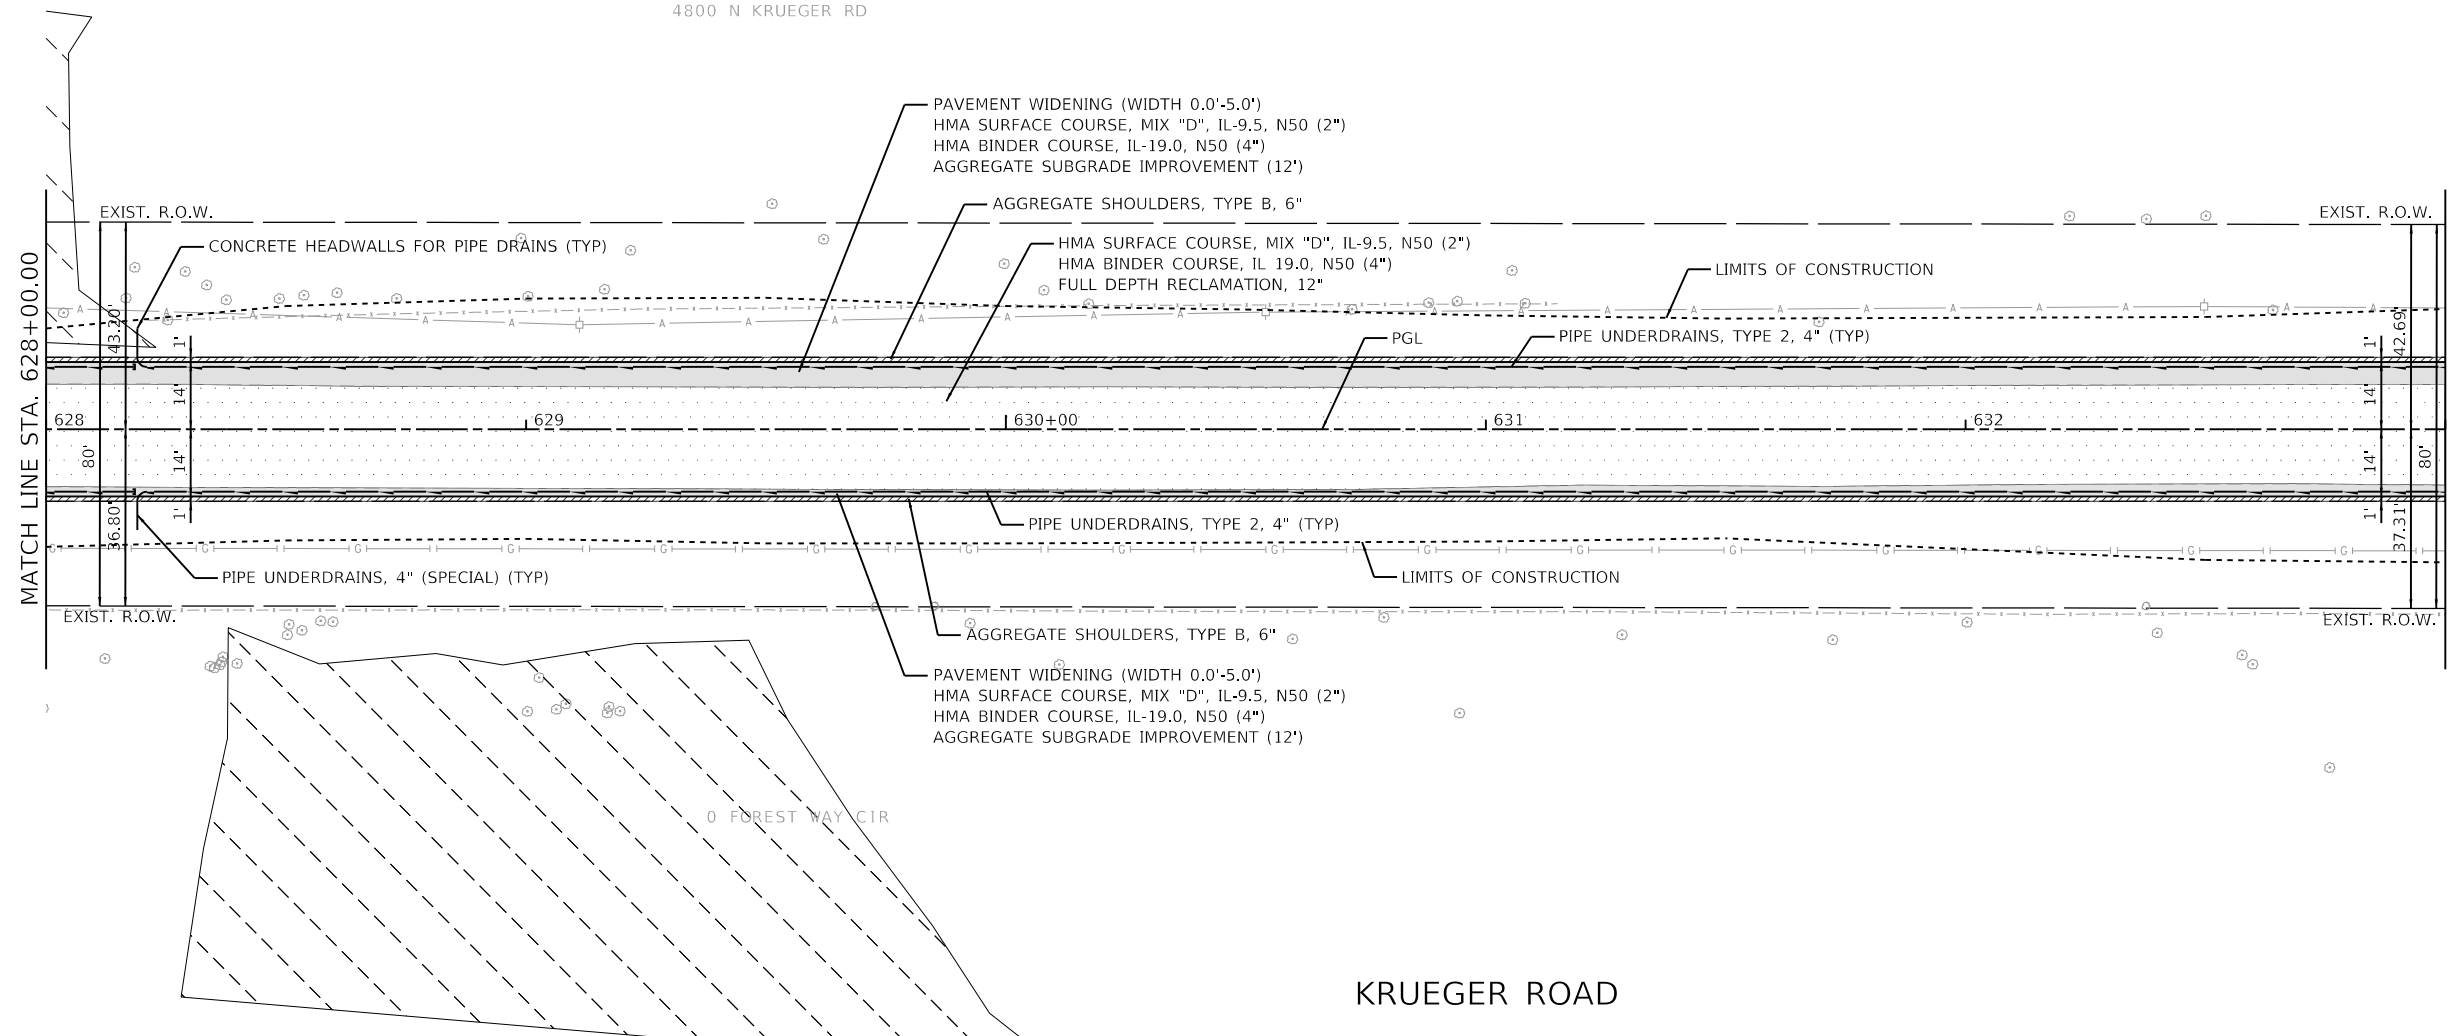 4800 N KRUEGER RD
PAVEMENT WIDENING (WIDTH 0.0'-5.0')
HMA SURFACE COURSE, MIX "D", IL-9.5, N50 (2")
HMA BINDER COURSE, IL-19.0, N50 (4")
AGGREGATE SUBGRADE IMPROVEMENT (12')
AGGREGATE SHOULDERS, TYPE B, 6"
EXIST. R.O.W.
EXIST. R.O.W.
CONCRETE HEADWALLS FOR PIPE DRAINS (TYP)
HMA SURFACE COURSE, MIX "D", IL-9.5, N50 (2")
HMA BINDER COURSE, IL 19.0, N50 (4")
FULL DEPTH RECLAMATION, 12"
LIMITS OF CONSTRUCTION
PGL
PIPE UNDERDRAINS, TYPE 2, 4" (TYP)
MATCH LINE STA. 628+00.00
43.20'
1'
14'
42.69'
1'
14'
628
629
630+00
631
632
80'
14'
36.80'
1'
14'
80'
37.31'
1'
A A A A A A A A A A A A A A A A A A A A A A A A A A A
PIPE UNDERDRAINS, TYPE 2, 4" (TYP)
G G G G G G G G G G G G G G G G
PIPE UNDERDRAINS, 4" (SPECIAL) (TYP)
LIMITS OF CONSTRUCTION
EXIST. R.O.W.
EXIST. R.O.W.
AGGREGATE SHOULDERS, TYPE B, 6"
PAVEMENT WIDENING (WIDTH 0.0'-5.0')
HMA SURFACE COURSE, MIX "D", IL-9.5, N50 (2")
HMA BINDER COURSE, IL-19.0, N50 (4")
AGGREGATE SUBGRADE IMPROVEMENT (12')
0 FOREST WAY CIR
KRUEGER ROAD